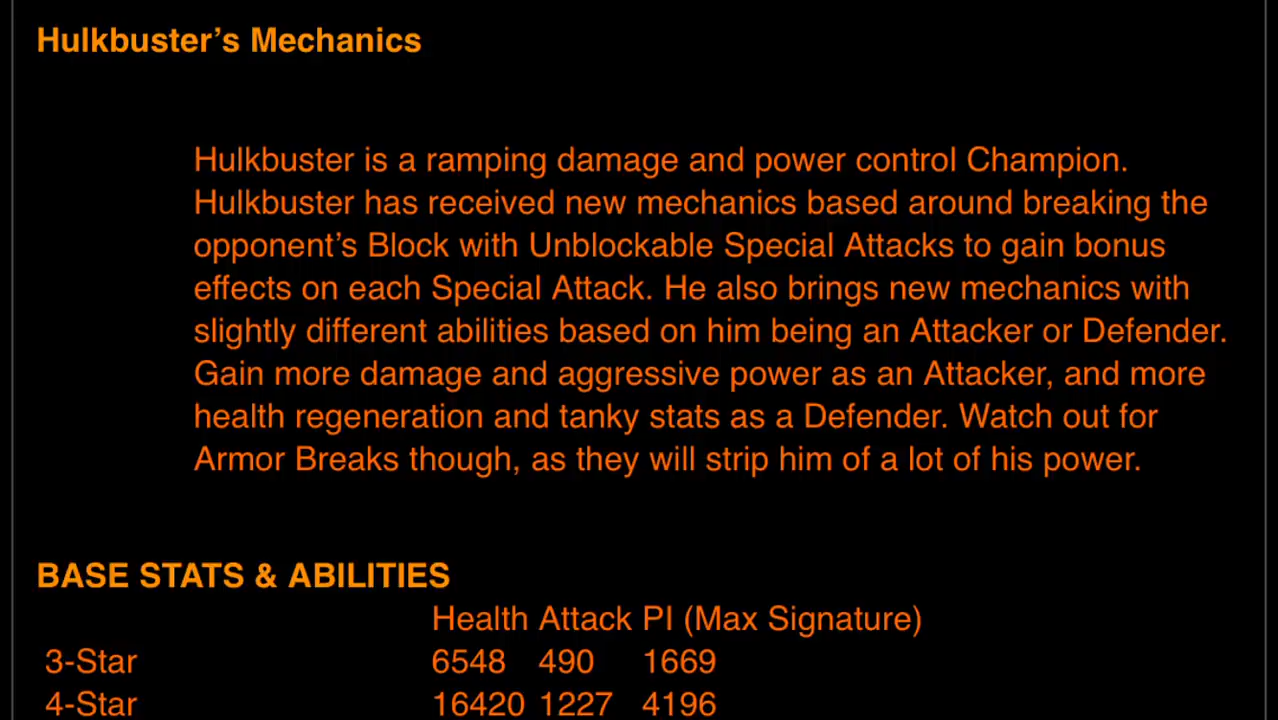 Hulkbuster’s Mechanics
Hulkbuster is a ramping damage and power control Champion.
Hulkbuster has received new mechanics based around breaking the
opponent’s Block with Unblockable Special Attacks to gain bonus
effects on each Special Attack. He also brings new mechanics with
slightly different abilities based on him being an Attacker or Defender.
Gain more damage and aggressive power as an Attacker, and more
health regeneration and tanky stats as a Defender. Watch out for
Armor Breaks though, as they will strip him of a lot of his power.
BASE STATS & ABILITIES
Health Attack PI (Max Signature)
3-Star 6548 490 1669
4-Star 16420 1227 4196